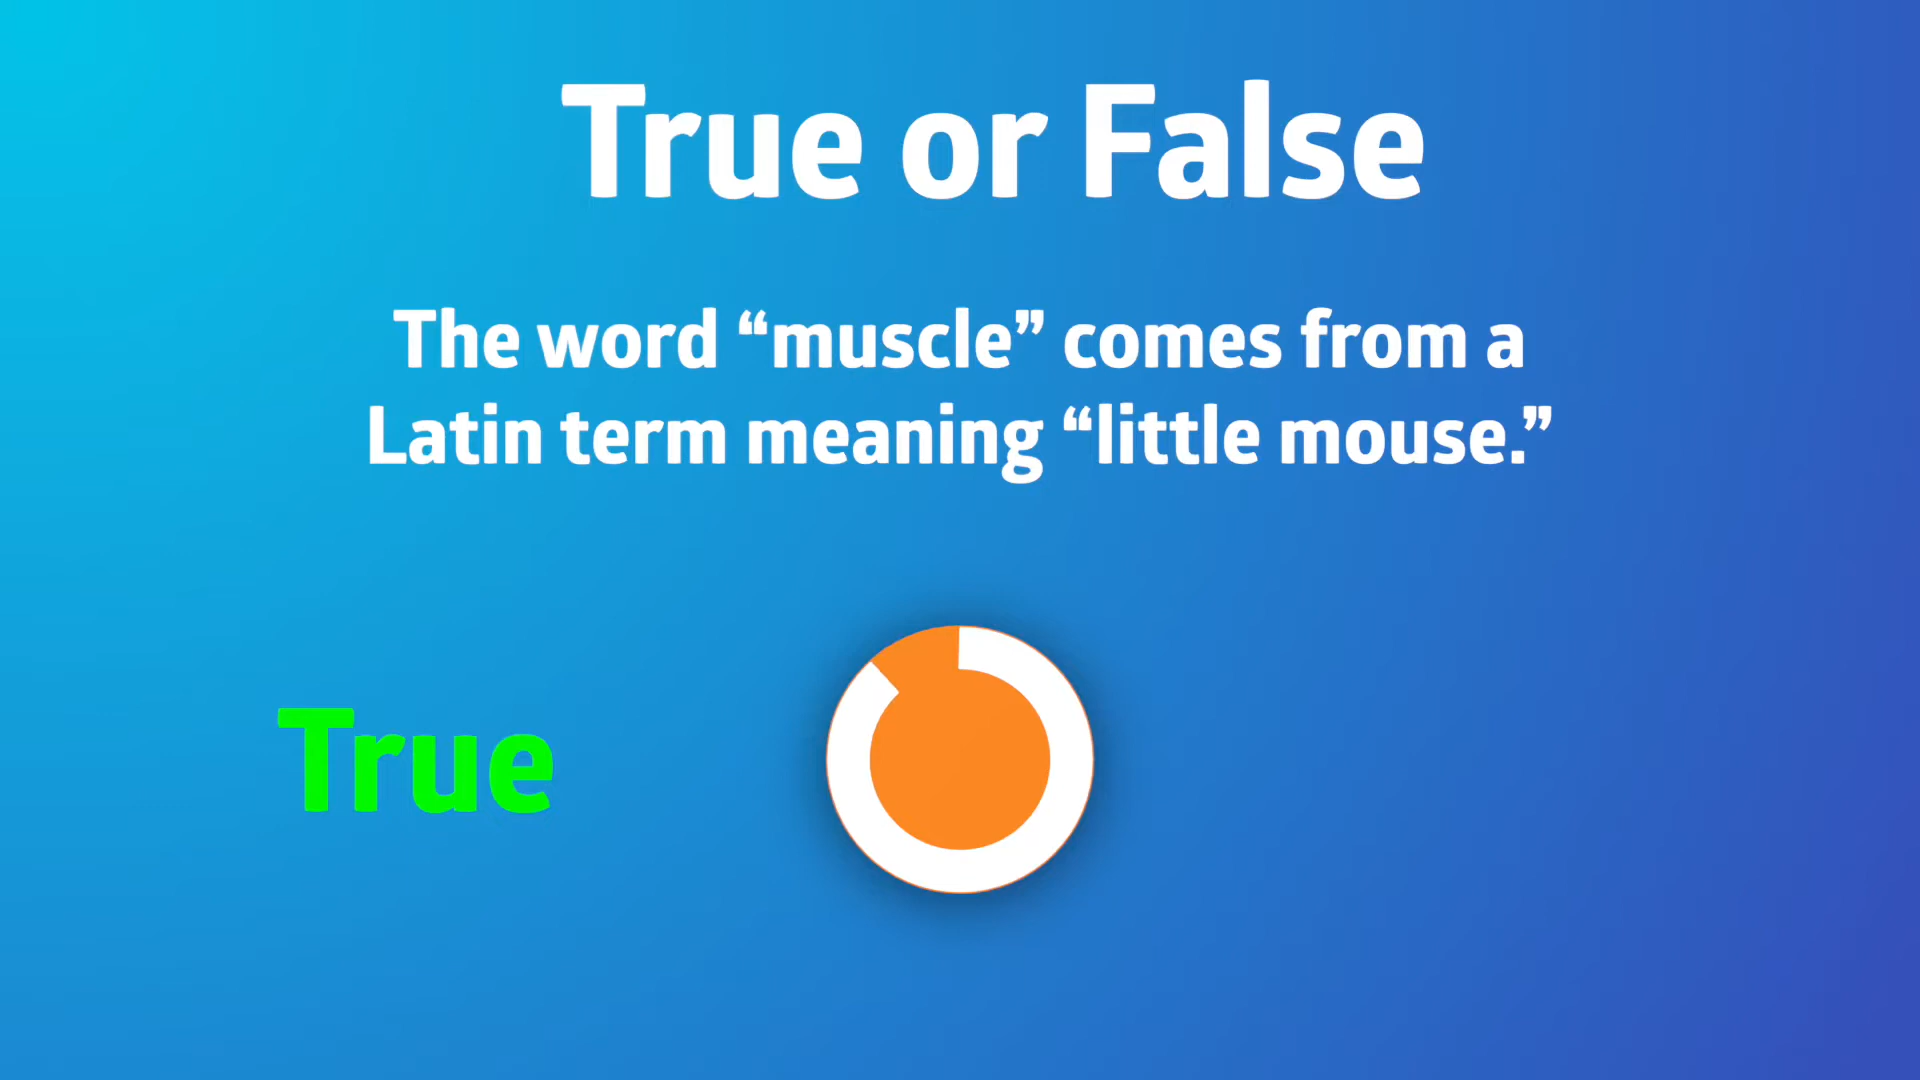 True or False
The word “muscle” comes from a
Latin term meaning “little mouse.”
True